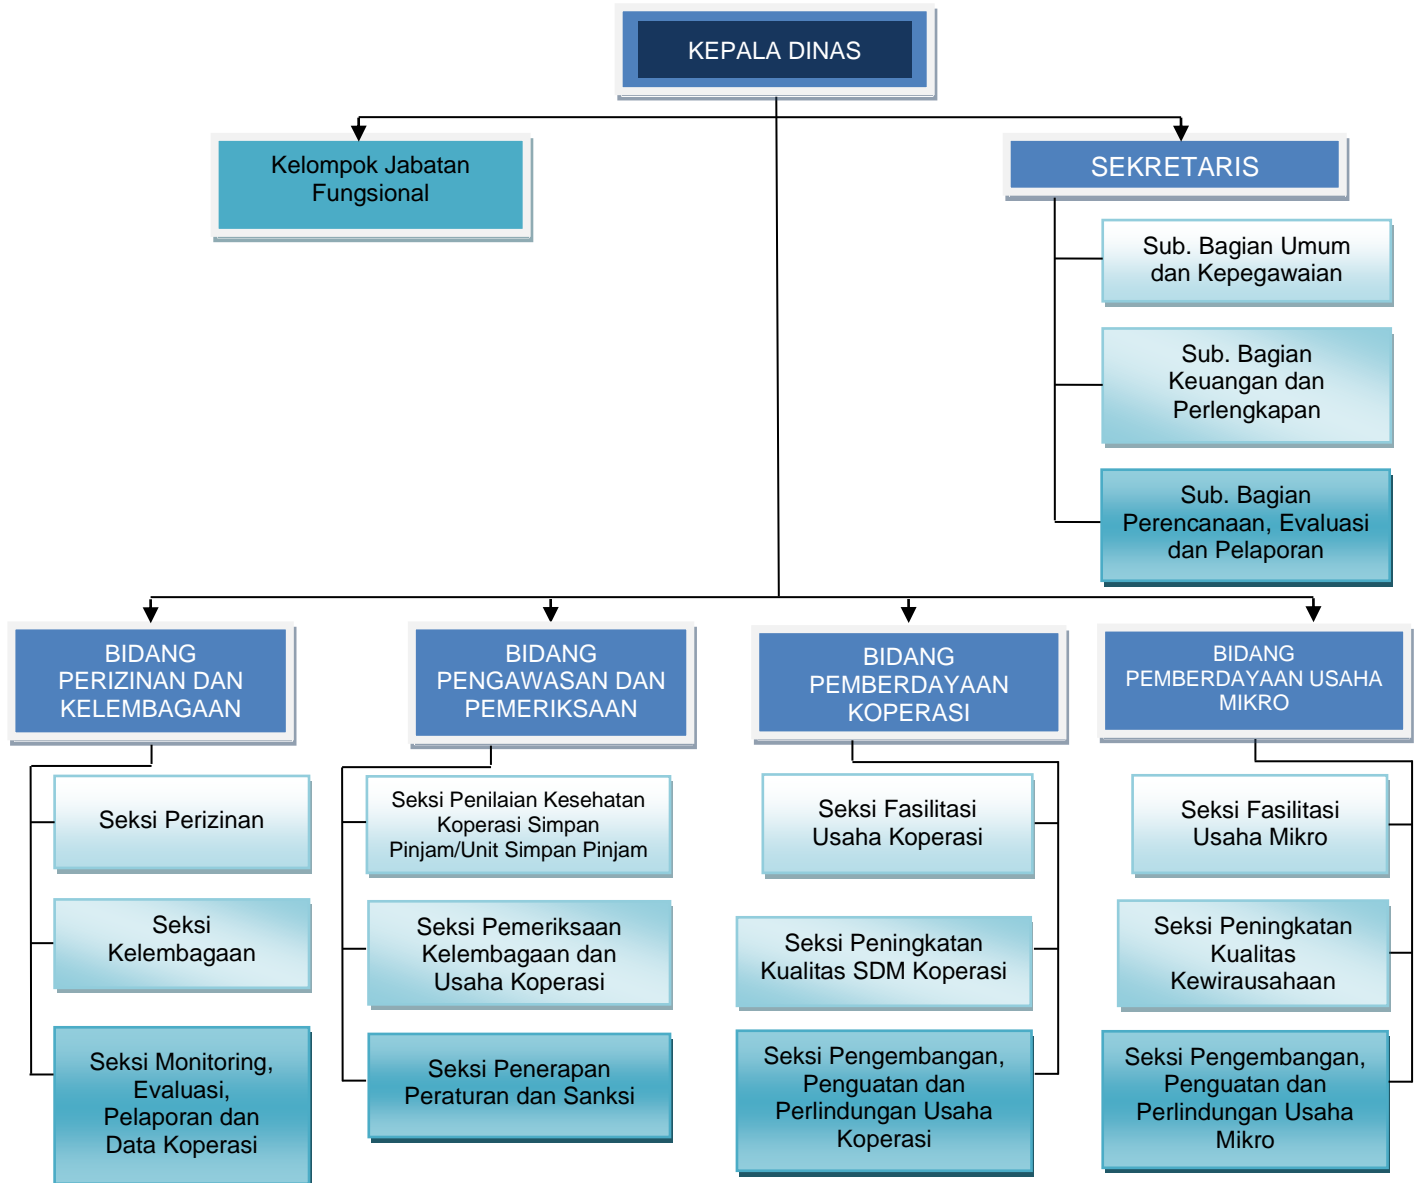 KEPALA DINAS
Kelompok Jabatan
Fungsional
SEKRETARIS
Sub. Bagian Umum
dan Kepegawaian
Sub. Bagian
Keuangan dan
Perlengkapan
Sub. Bagian
Perencanaan, Evaluasi
dan Pelaporan
BIDANG
PERIZINAN DAN
KELEMBAGAAN
BIDANG
PENGAWASAN DAN
PEMERIKSAAN
BIDANG
PEMBERDAYAAN
KOPERASI
BIDANG
PEMBERDAYAAN USAHA
MIKRO
Seksi Perizinan
Seksi
Kelembagaan
Seksi Monitoring,
Evaluasi,
Pelaporan dan
Data Koperasi
Seksi Penilaian Kesehatan
Koperasi Simpan
Pinjam/Unit Simpan Pinjam
Seksi Pemeriksaan
Kelembagaan dan
Usaha Koperasi
Seksi Penerapan
Peraturan dan Sanksi
Seksi Fasilitasi
Usaha Koperasi
Seksi Peningkatan
Kualitas SDM Koperasi
Seksi Pengembangan,
Penguatan dan
Perlindungan Usaha
Koperasi
Seksi Fasilitasi
Usaha Mikro
Seksi Peningkatan
Kualitas
Kewirausahaan
Seksi Pengembangan,
Penguatan dan
Perlindungan Usaha
Mikro